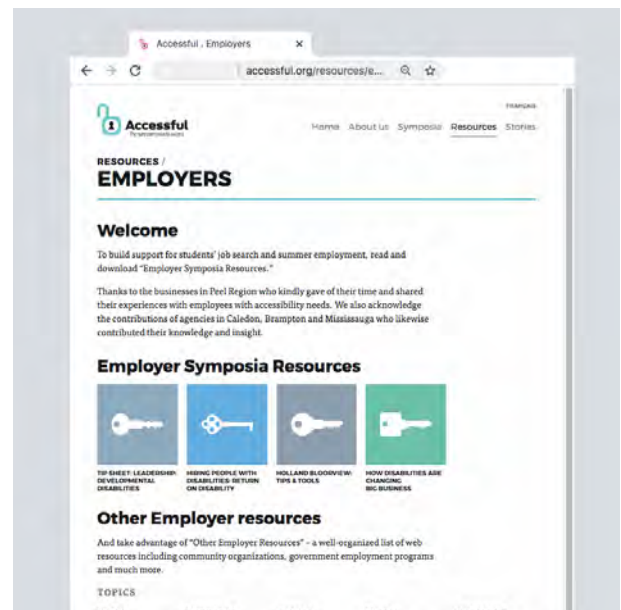 Accessful , Employers ×
accessful.org/resources/e...
FRANÇAIS
Accessful
Home About us Symposia Resources Stories
RESOURCES /
EMPLOYERS
Welcome
To build support for students' job search and summer employment, read and
download "Employer Symposia Resources."
Thanks to the businesses in Peel Region who kindly gave of their time and shared
their experiences with employees with accessibility needs. We also acknowledge
the contributions of agencies in Caledon, Brampton and Mississauga who likewise
contributed their knowledge and insight.
Employer Symposia Resources
TIP SHEET: LEADERSHIP:
DEVELOPMENTAL
DISABILITIES
HIRING PEOPLE WITH
DISABILITIES: RETURN
ON DISABILITY
HOLLAND BLOORVIEW:
TIPS & TOOLS
HOW DISABILITIES ARE
CHANGING
BIG BUSINESS
Other Employer resources
And take advantage of "Other Employer Resources" – a well-organized list of web
resources including community organizations, government employment programs
and much more.
TOPICS